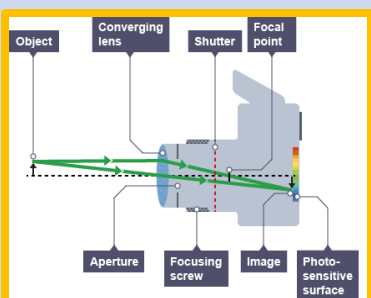 Object
Converging
lens
Shutter
Focal
point
Aperture
Focusing
screw
Image
Photo-
sensitive
surface